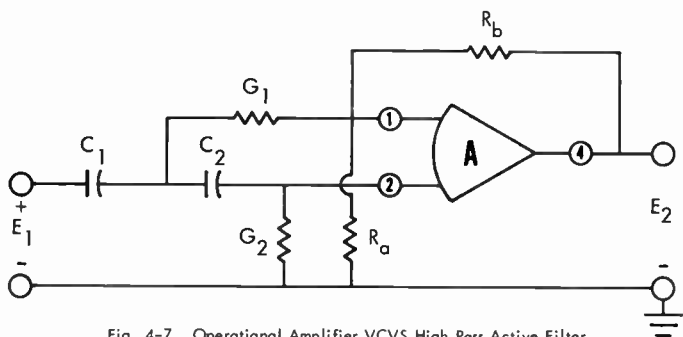 R_b
G_1
1
C_1
C_2
A
4
2
+
E_1
-
G_2
R_a
E_2
-
Fig. 4-7 Operational Amplifier VCVS High Pass Active Filter